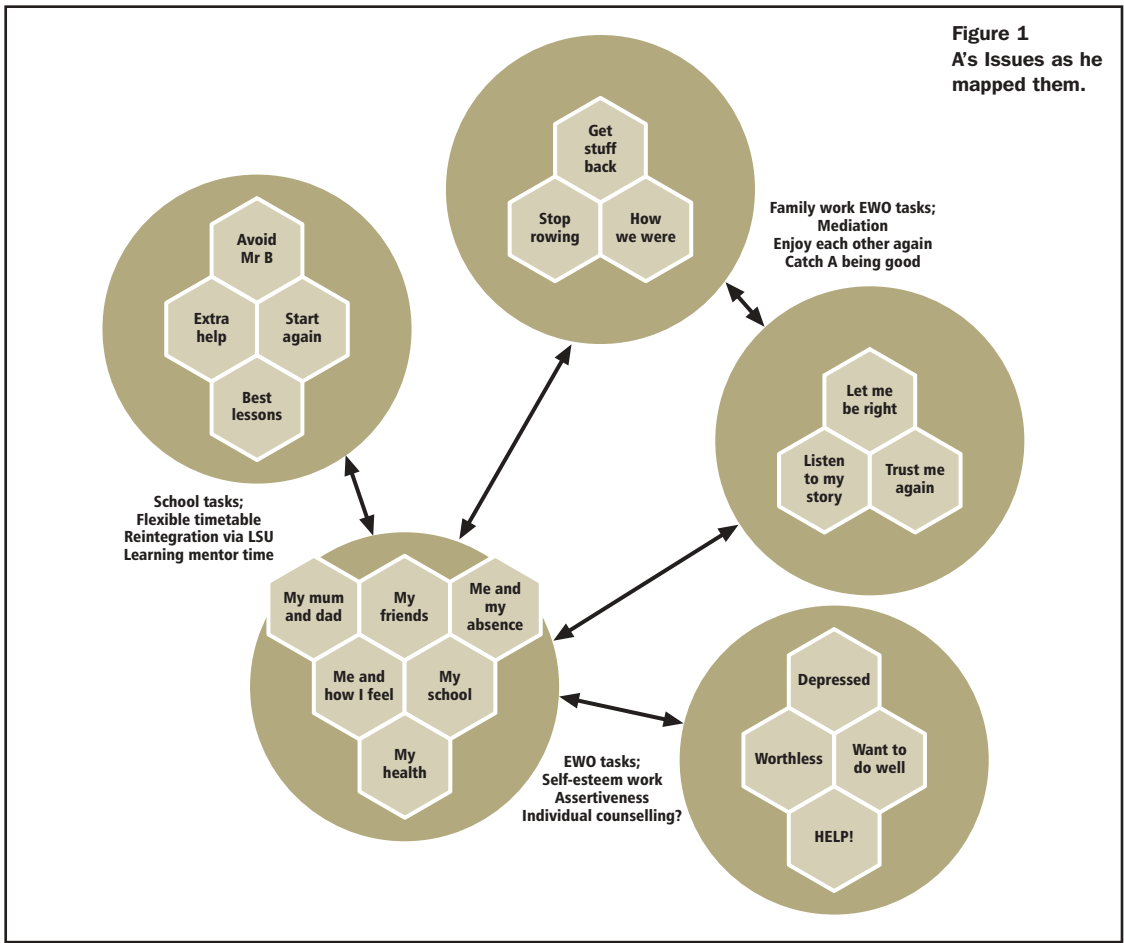 Figure 1
A's Issues as he
mapped them.
Get
stuff
back
Stop
rowing
How
we were
Family work EWO tasks;
Mediation
Enjoy each other again
Catch A being good
Avoid
Mr B
Extra
help
Start
again
Best
lessons
Let me
be right
Listen
to my
story
Trust me
again
School tasks;
Flexible timetable
Reintegration via LSU
Learning mentor time
My mum
and dad
My
friends
Me and
my
absence
Me and
how I feel
My
school
My
health
EWO tasks;
Self-esteem work
Assertiveness
Individual counselling?
Depressed
Worthless
Want to
do well
HELP!